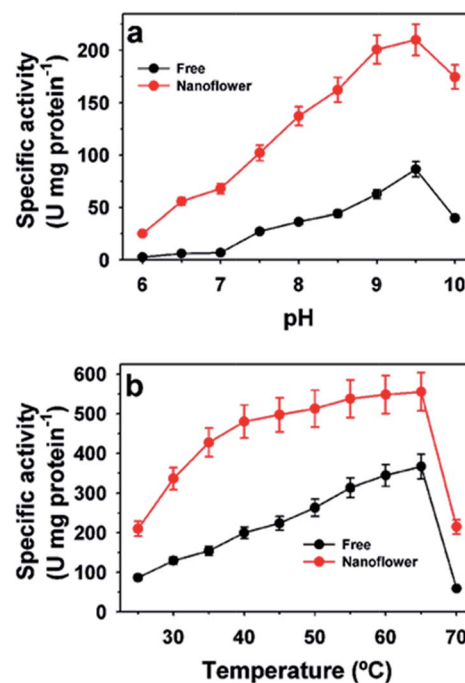 a
Free
Nanoflower
Specific activity
(U mg protein⁻¹)
200
150
100
50
0
6 7 8 9 10
pH
b
Specific activity
(U mg protein⁻¹)
600
500
400
300
200
100
0
Free
Nanoflower
30 40 50 60 70
Temperature (ºC)